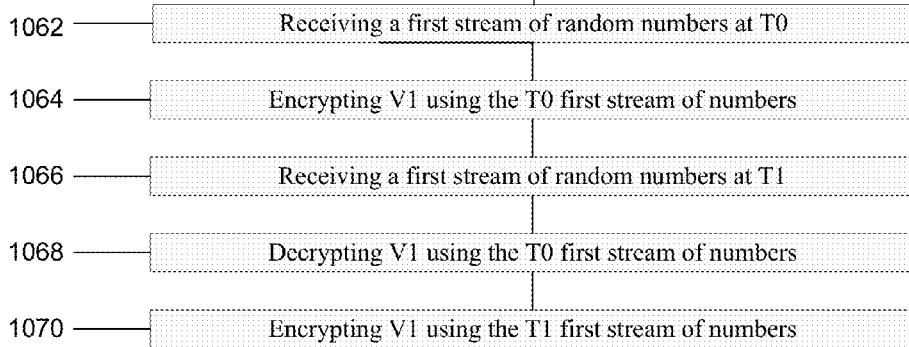 1062 Receiving a first stream of random numbers at T0
1064 Encrypting V1 using the T0 first stream of numbers
1066 Receiving a first stream of random numbers at T1
1068 Decrypting V1 using the T0 first stream of numbers
1070 Encrypting V1 using the T1 first stream of numbers